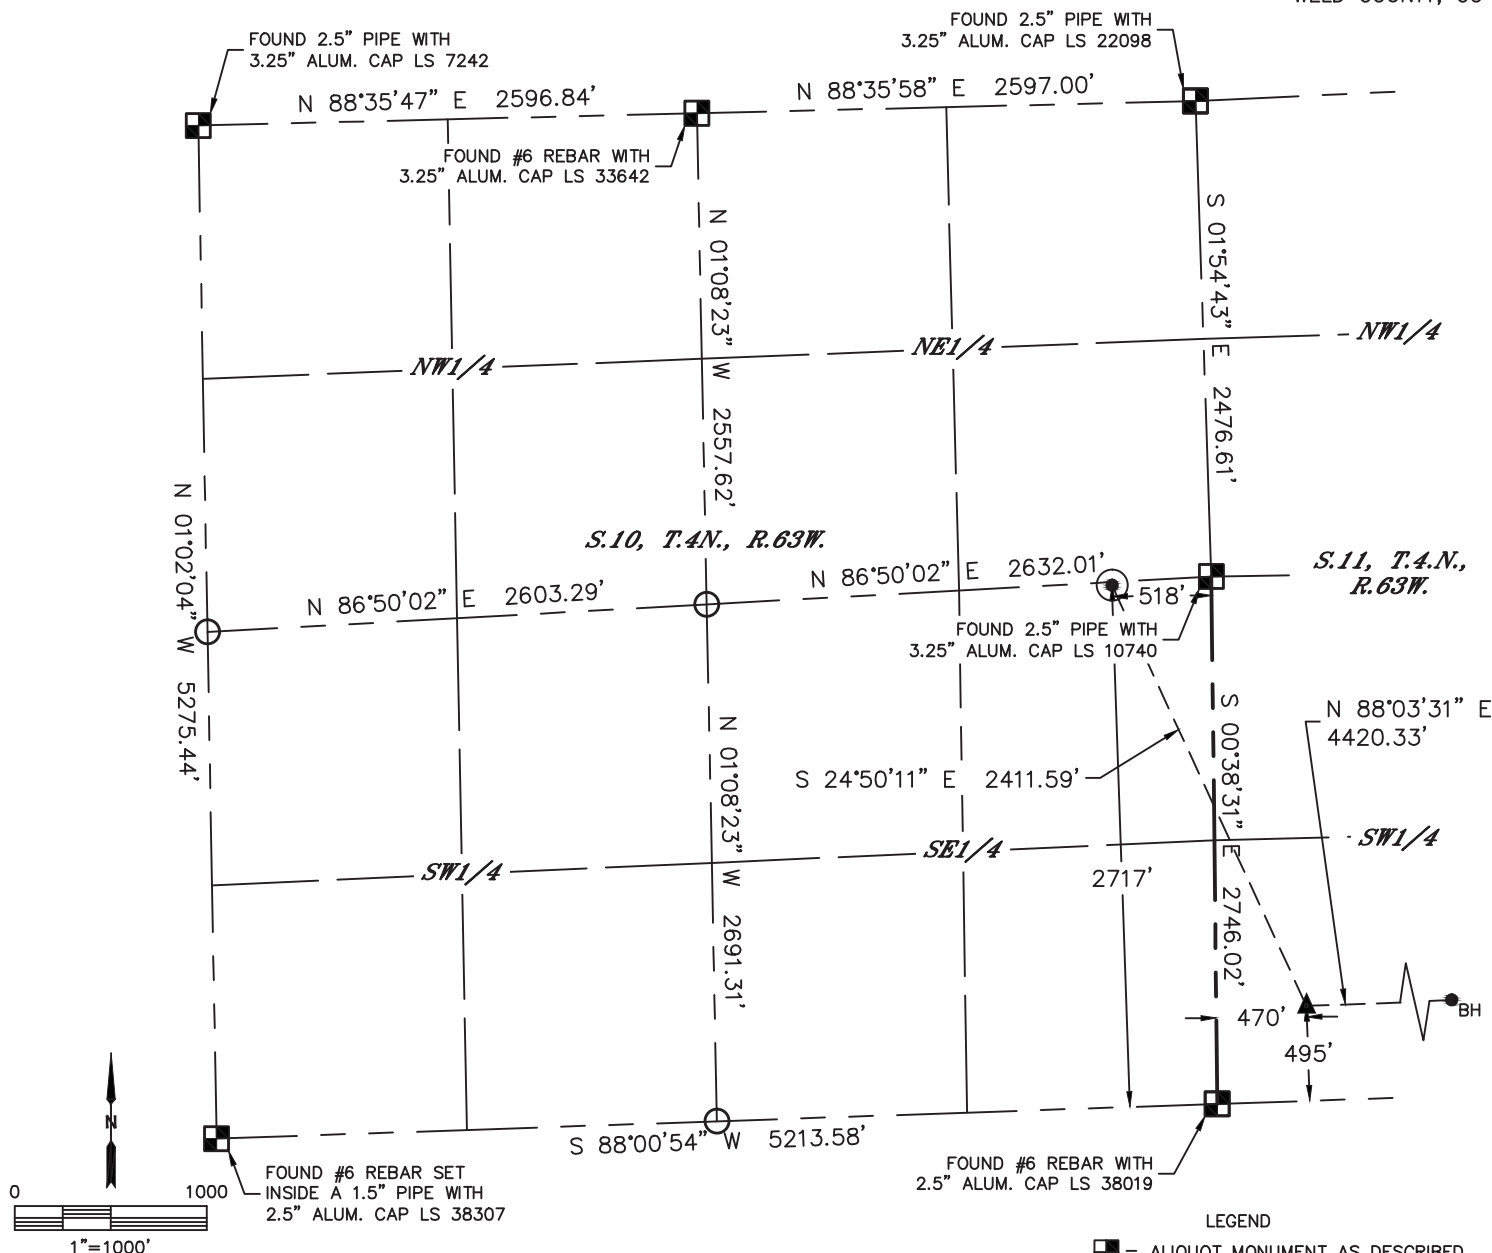 FOUND 2.5” PIPE WITH
3.25” ALUM. CAP LS 22098
FOUND 2.5” PIPE WITH
3.25” ALUM. CAP LS 7242
N 88°35’47” E 2596.84’
N 88°35’58” E 2597.00’
FOUND #6 REBAR WITH
3.25” ALUM. CAP LS 33642
N 01°08’23” W 2557.62’
S 01°54’43” E 2476.61’
NW1/4
NE1/4
NW1/4
N 01°02’04” W 5275.44’
S.10, T.4N., R.63W.
S.11, T.4.N.,
R.63W.
N 86°50’02” E 2603.29’
N 86°50’02” E 2632.01’
518’
FOUND 2.5” PIPE WITH
3.25” ALUM. CAP LS 10740
N 88°03’31” E
4420.33’
S 24°50’11” E 2411.59’
N 01°08’23” W 2691.31’
S 00°38’31” E 2746.02’
SW1/4
SE1/4
SW1/4
2717’
470’
BH
495’
N
S 88°00’54” W 5213.58’
FOUND #6 REBAR SET
INSIDE A 1.5” PIPE WITH
2.5” ALUM. CAP LS 38307
FOUND #6 REBAR WITH
2.5” ALUM. CAP LS 38019
0 1000
1”=1000’
LEGEND
= ALIQUOT MONUMENT AS DESCRIBED